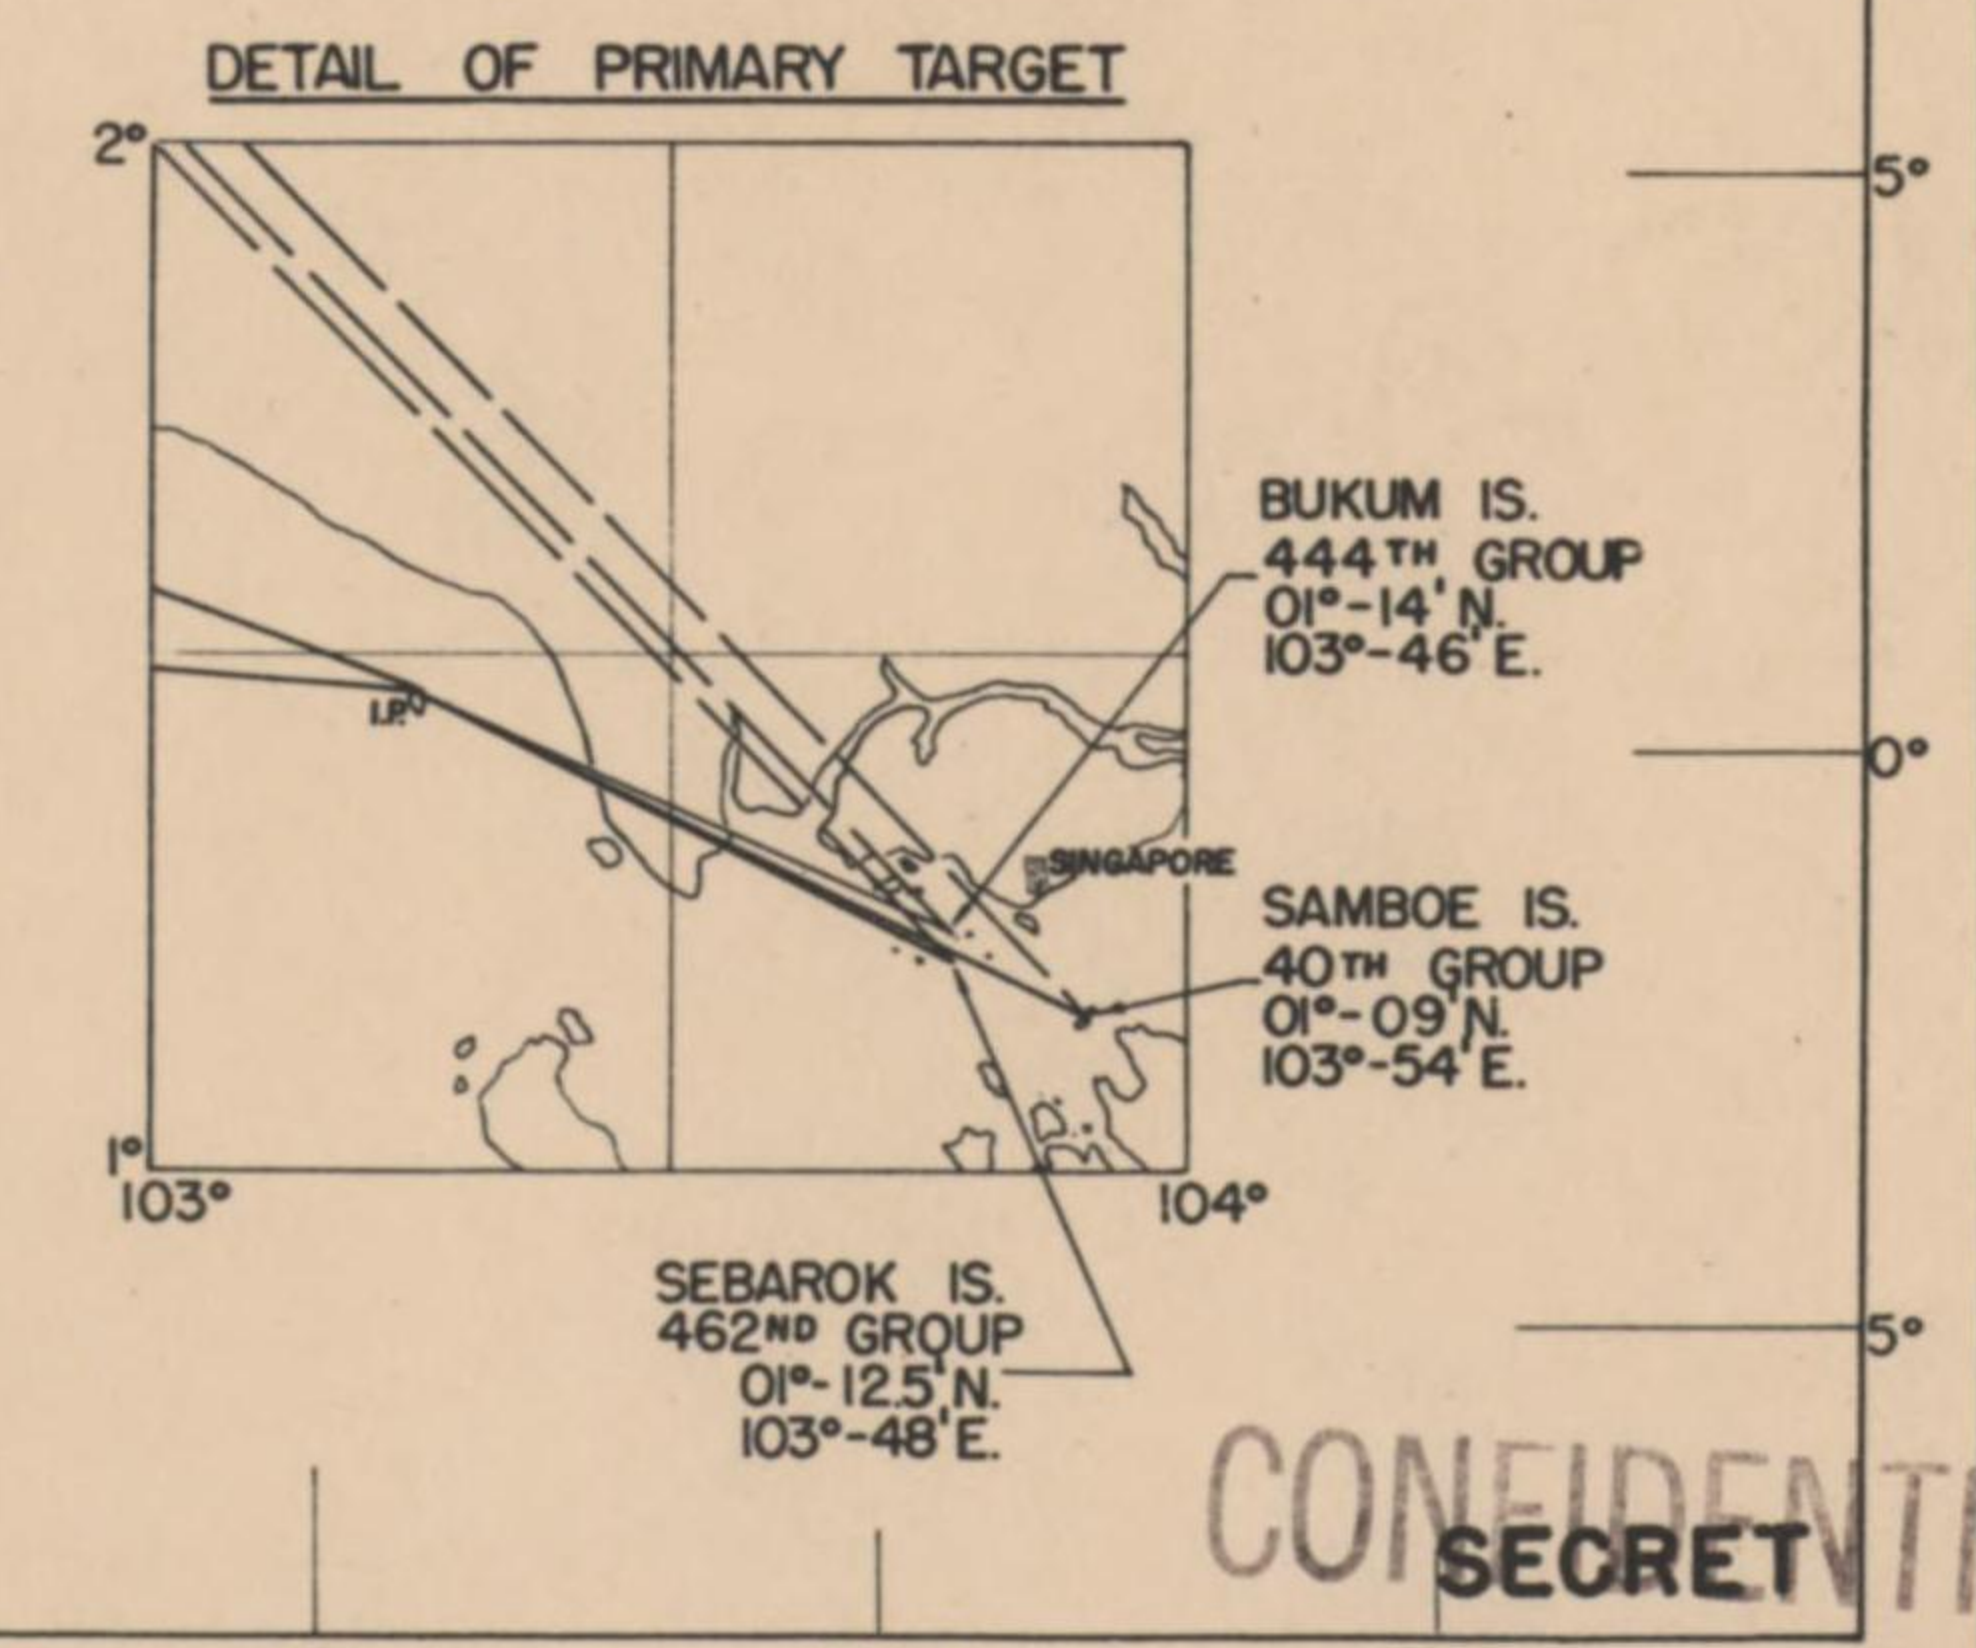 DETAIL OF PRIMARY TARGET
2°
5°
BUKUM IS.
444TH GROUP
01°-14' N.
103°-46' E.
I.P.
0°
SINGAPORE
SAMBOE IS.
40TH GROUP
01°-09' N.
103°-54' E.
1°
103°
104°
SEBAROK IS.
462ND GROUP
01°-12.5' N.
103°-48' E.
5°
CONFIDENTI
SECRET